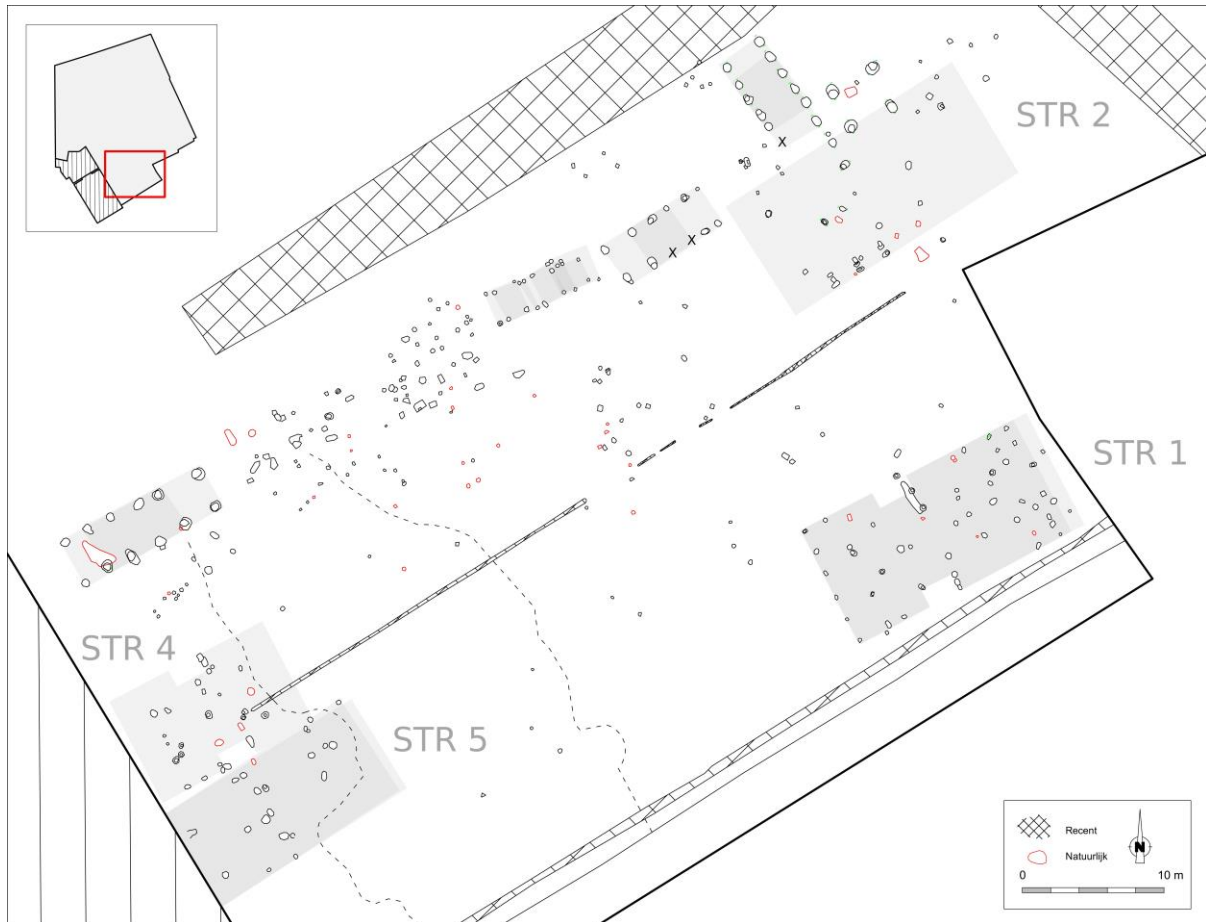 STR 2
X
X
X
STR 1
STR 4
STR 5
Recent
Natuurlijk
N
0 10 m